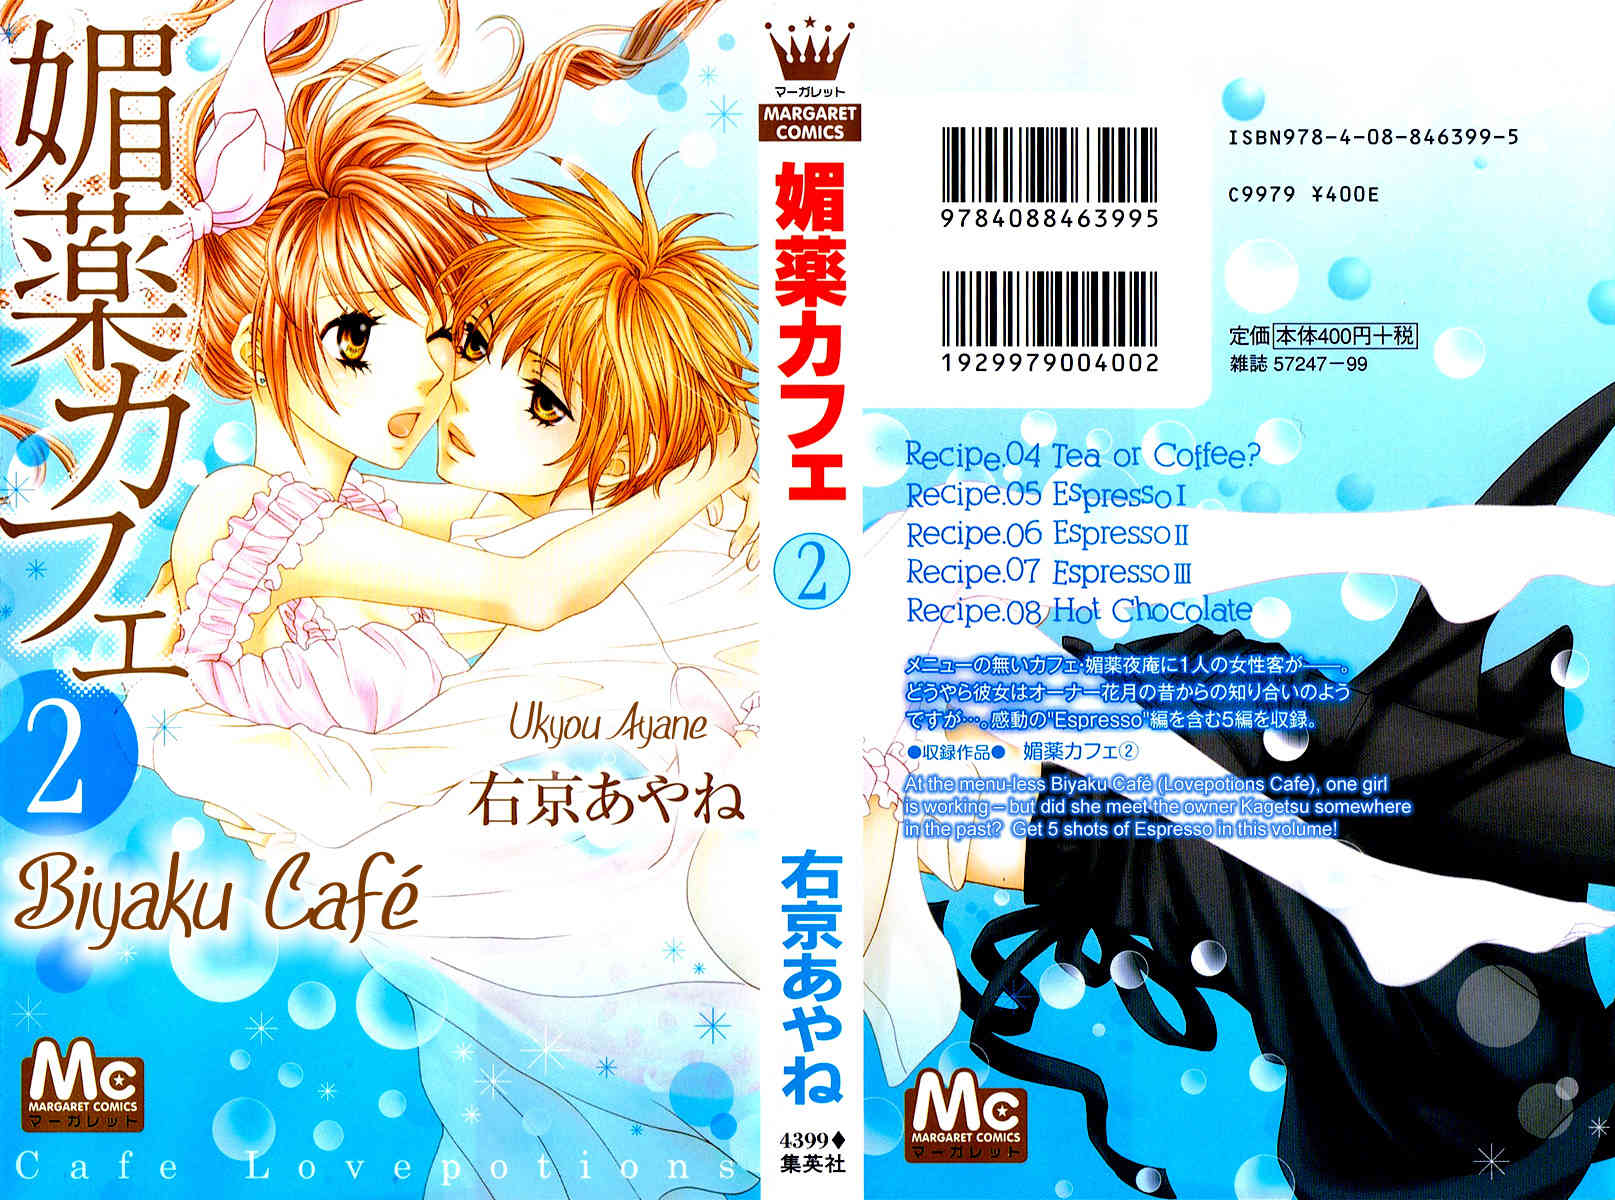 媚薬カフェ
2
Ukyou Ayane
右京あやね
Biyaku Café
Mc
MARGARET COMICS
マーガレット
Cafe Lovepotions
マーガレット
MARGARET
COMICS
媚薬カフェ
2
右京あやね
4399♦
集英社
9784088463995
ISBN978-4-08-846399-5
C9979 ¥400E
1929979004002
定価 本体400円+税
雑誌 57247-99
Recipe.04 Tea or Coffee?
Recipe.05 Espresso I
Recipe.06 Espresso II
Recipe.07 Espresso III
Recipe.08 Hot Chocolate
メニューの無いカフェ・媚薬夜庵に1人の女性客が――。
どうやら彼女はオーナー花月の昔からの知り合いのよう
ですが…。感動の"Espresso"編を含む5編を収録。
●収録作品● 媚薬カフェ②
At the menu-less Biyaku Café (Lovepotions Cafe), one girl
is working – but did she meet the owner Kagetsu somewhere
in the past? Get 5 shots of Espresso in this volume!
Mc
MARGARET COMICS
マーガレット